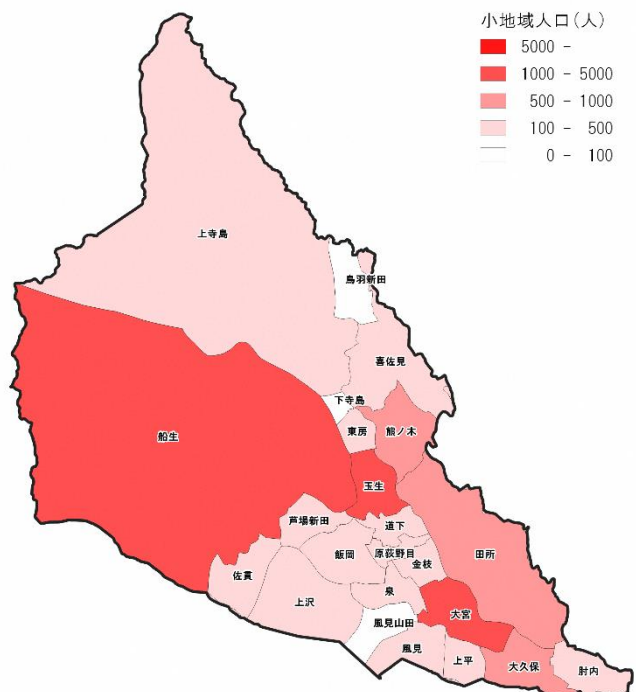 小地域人口(人)
5000 -
1000 - 5000
500 - 1000
100 - 500
0 - 100
上寺島
鳥羽新田
喜佐見
下寺島
東房
熊ノ木
船生
玉生
芦場新田
道下
田所
飯岡
原荻野目
金枝
佐貫
泉
上沢
大宮
風見山田
風見
上平
大久保
肘内